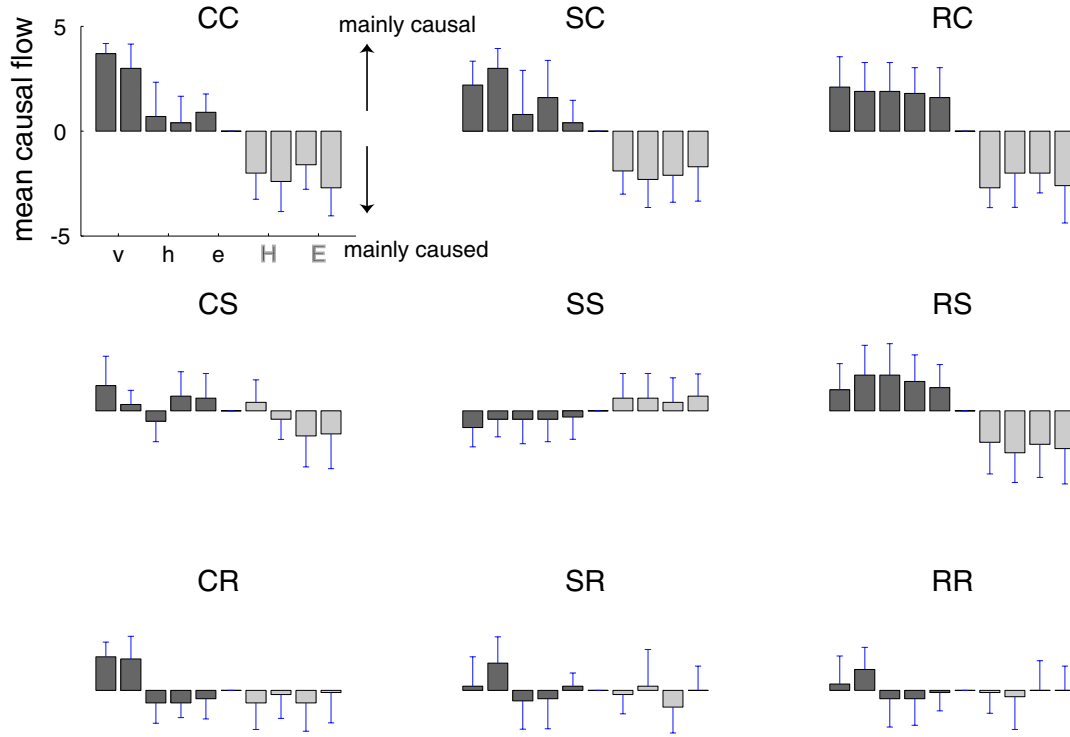 CC
SC
RC
mean causal flow
5
0
-5
mainly causal
mainly caused
v h e H E
CS
SS
RS
CR
SR
RR